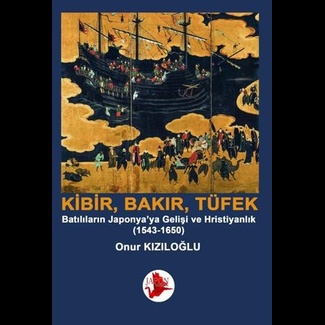 KİBİR, BAKIR, TÜFEK
Batılıların Japonya'ya Gelişi ve Hristiyanlık
(1543-1650)
Onur KIZILOĞLU